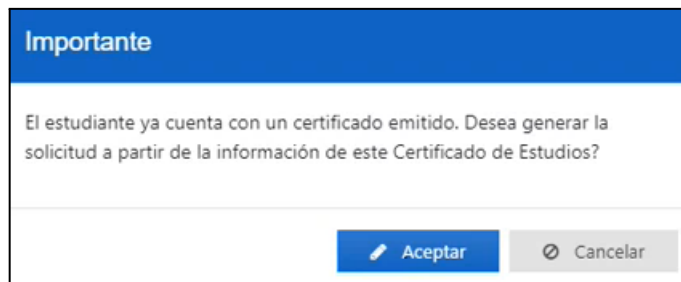 Importante
El estudiante ya cuenta con un certificado emitido. Desea generar la
solicitud a partir de la información de este Certificado de Estudios?
Aceptar
Cancelar